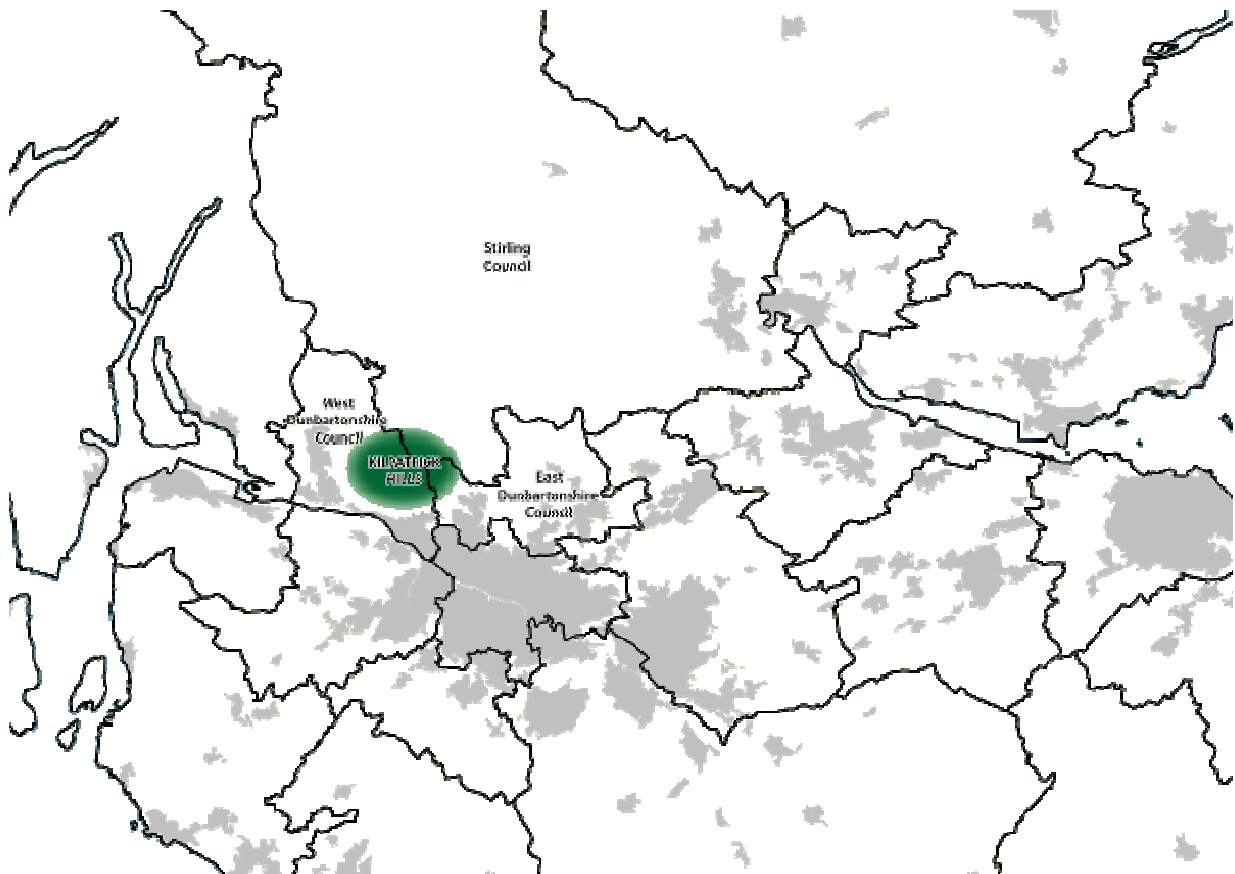 Stirling
Council
West
Dunbartonshire
Council
KILPATRICK
HILLS
East
Dunbartonshire
Council